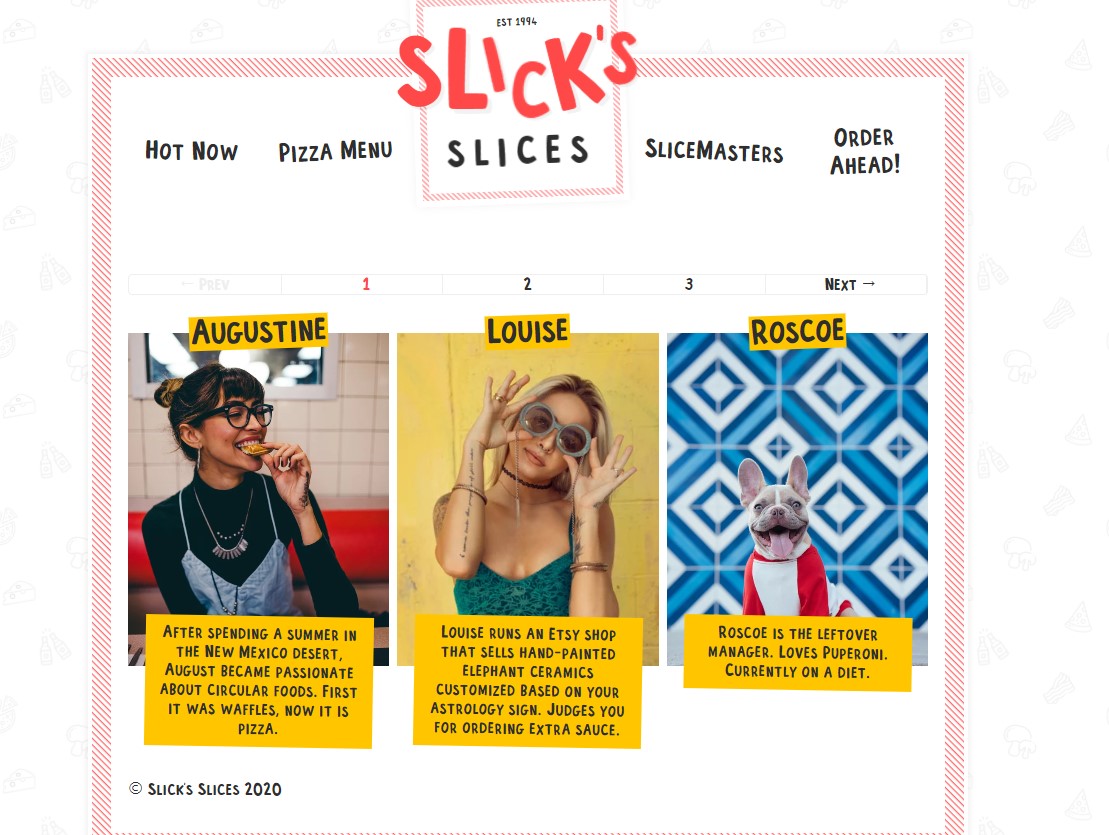 EST 1994
SLICK'S
SLICES
Hot Now
Pizza Menu
SliceMasters
Order
Ahead!
← Prev
1
2
3
Next →
Augustine
Louise
Roscoe
After spending a summer in
the New Mexico desert,
August became passionate
about circular foods. First
it was waffles, now it is
pizza.
Louise runs an Etsy shop
that sells hand-painted
elephant ceramics
customized based on your
astrology sign. Judges you
for ordering extra sauce.
Roscoe is the leftover
manager. Loves Puperoni.
Currently on a diet.
© Slick's Slices 2020